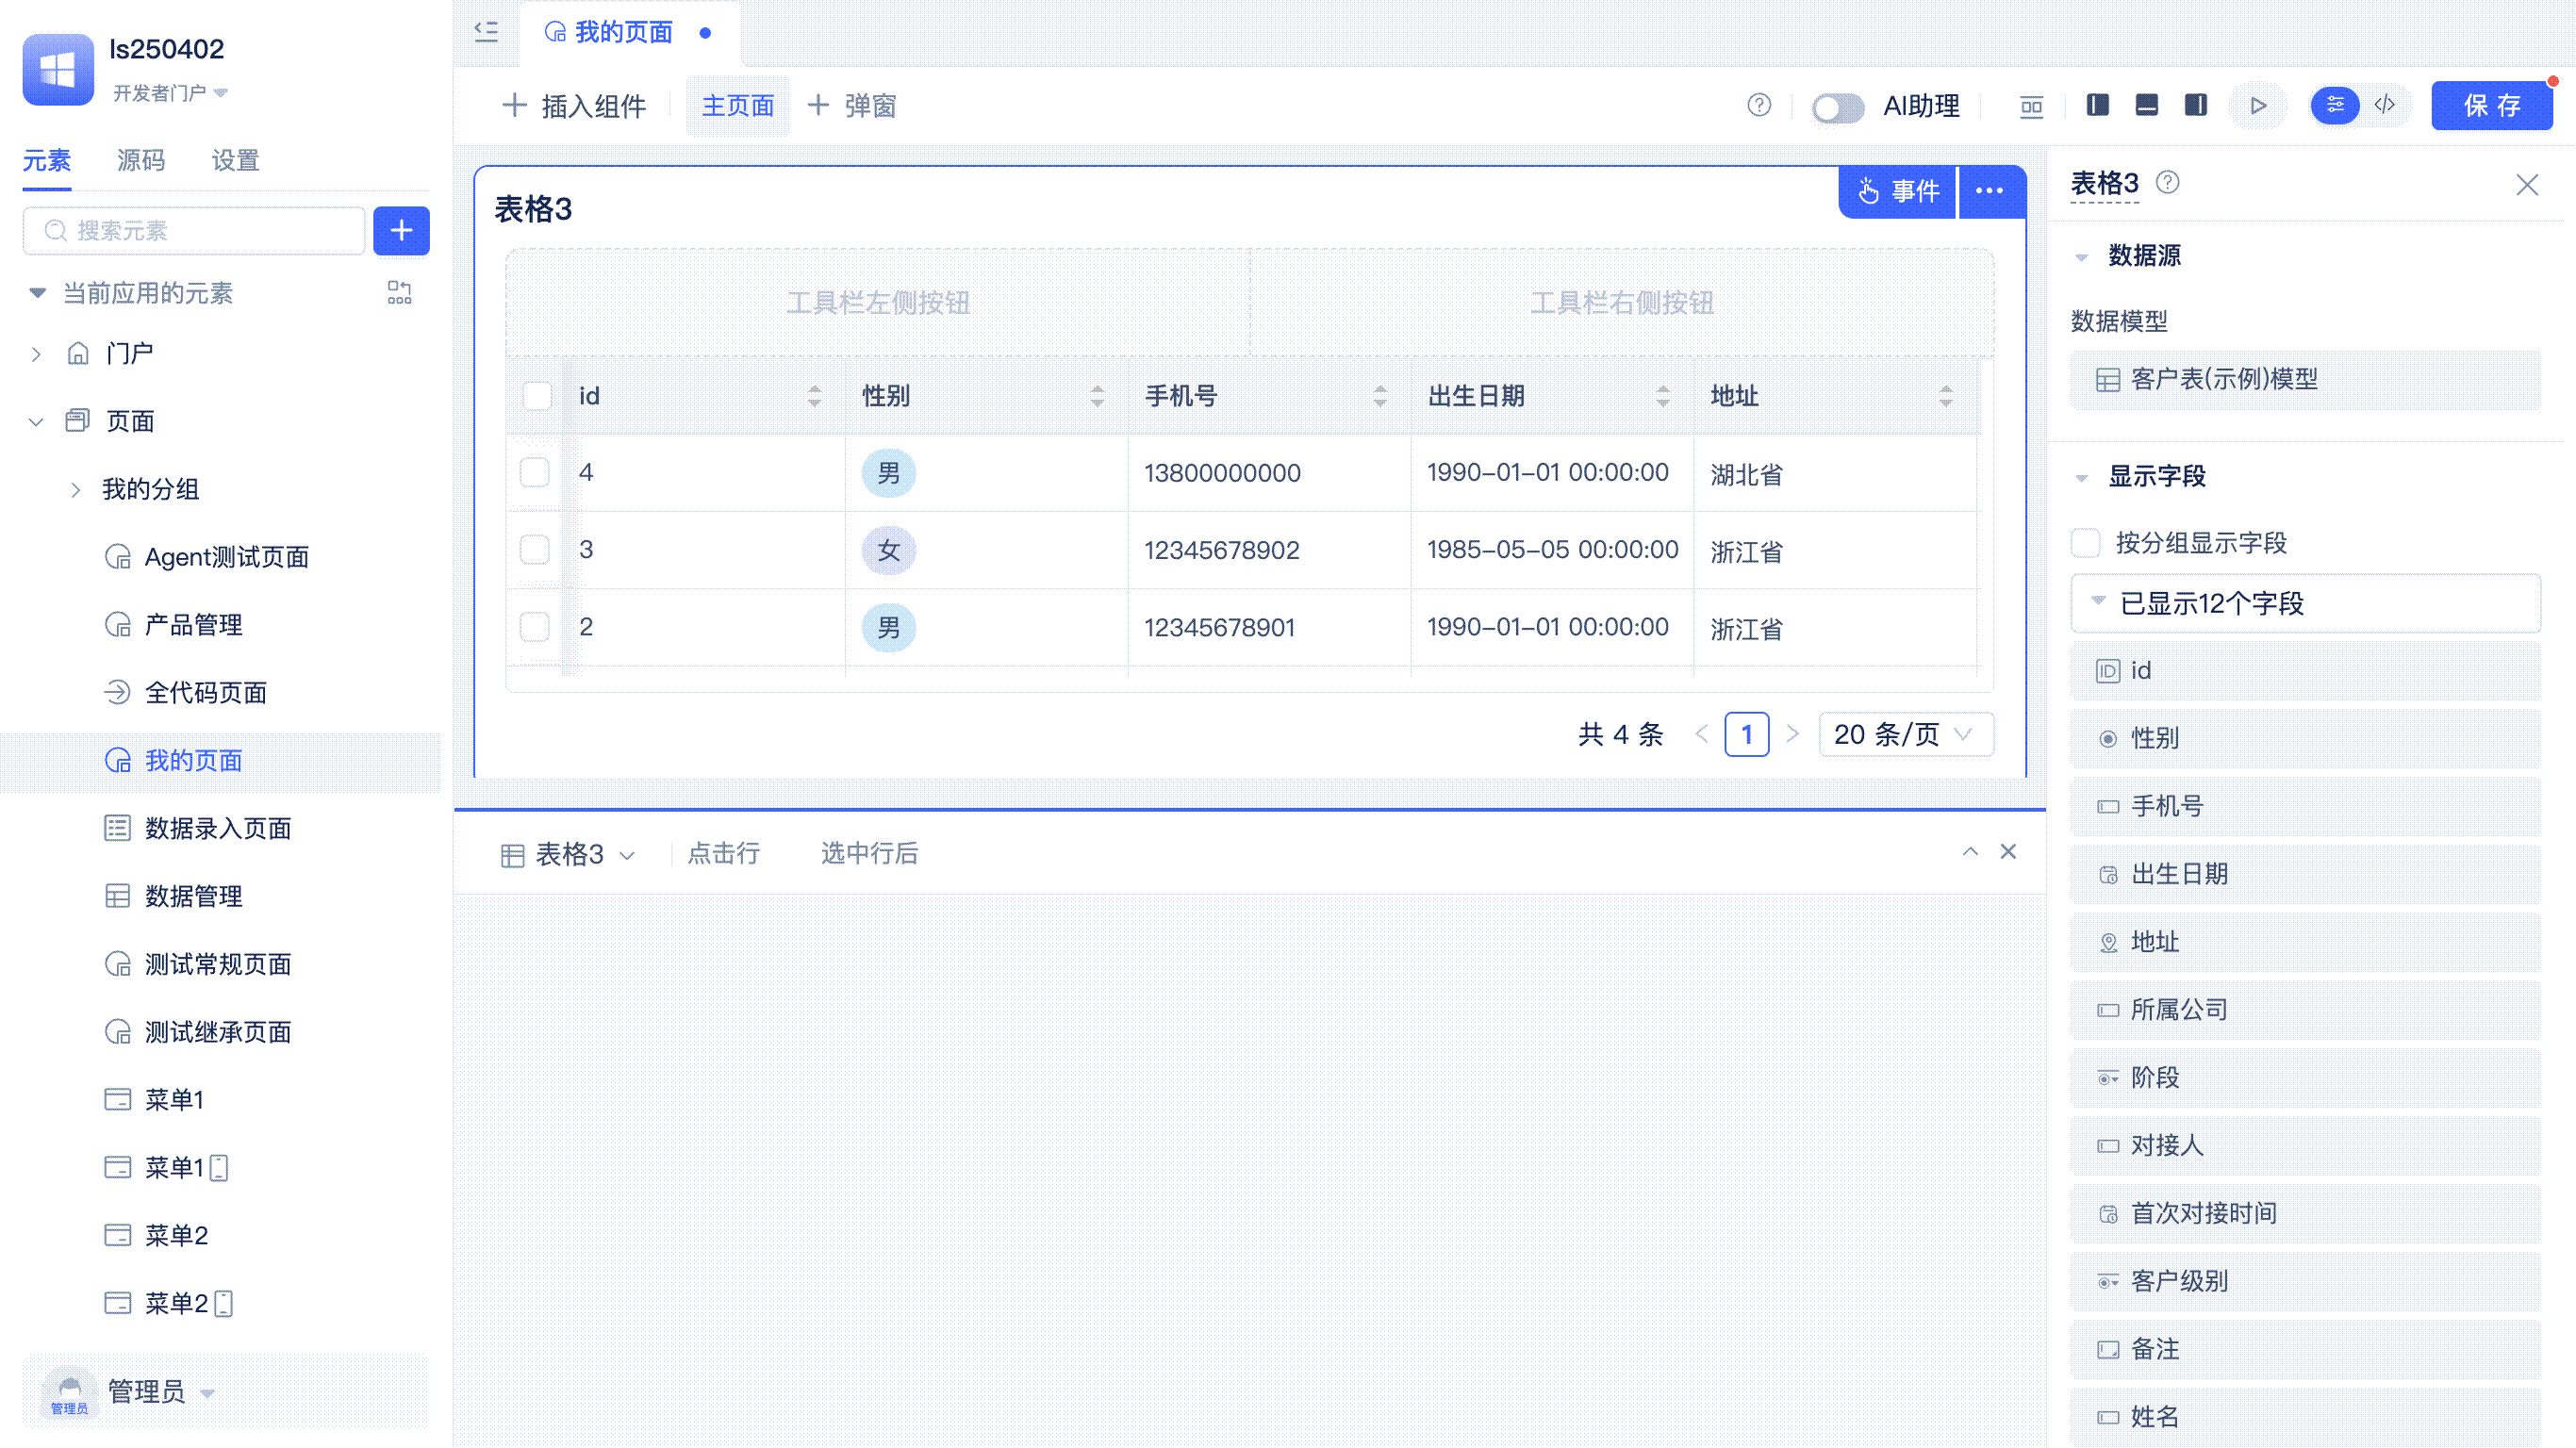 ls250402
开发者门户
元素 源码 设置
搜索元素
当前应用的元素
门户
页面
我的分组
Agent测试页面
产品管理
全代码页面
我的页面
数据录入页面
数据管理
测试常规页面
测试继承页面
菜单1
菜单1
菜单2
菜单2
管理员 管理员
我的页面
插入组件 主页面 弹窗 AI助理 保存
表格3 事件
工具栏左侧按钮 工具栏右侧按钮
id 性别 手机号 出生日期 地址
4 男 13800000000 1990-01-01 00:00:00 湖北省
3 女 12345678902 1985-05-05 00:00:00 浙江省
2 男 12345678901 1990-01-01 00:00:00 浙江省
共 4 条 1 20 条/页
表格3 点击行 选中行后
表格3
数据源
数据模型
客户表(示例)模型
显示字段
按分组显示字段
已显示12个字段
id
性别
手机号
出生日期
地址
所属公司
阶段
对接人
首次对接时间
客户级别
备注
姓名